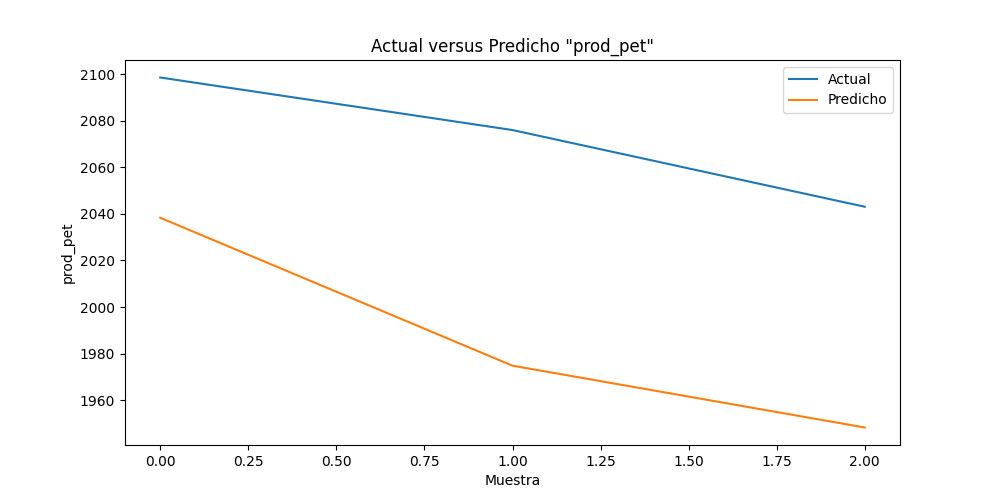 Actual versus Predicho "prod_pet"
Actual
Predicho
prod_pet
2100
2080
2060
2040
2020
2000
1980
1960
0.00 0.25 0.50 0.75 1.00 1.25 1.50 1.75 2.00
Muestra